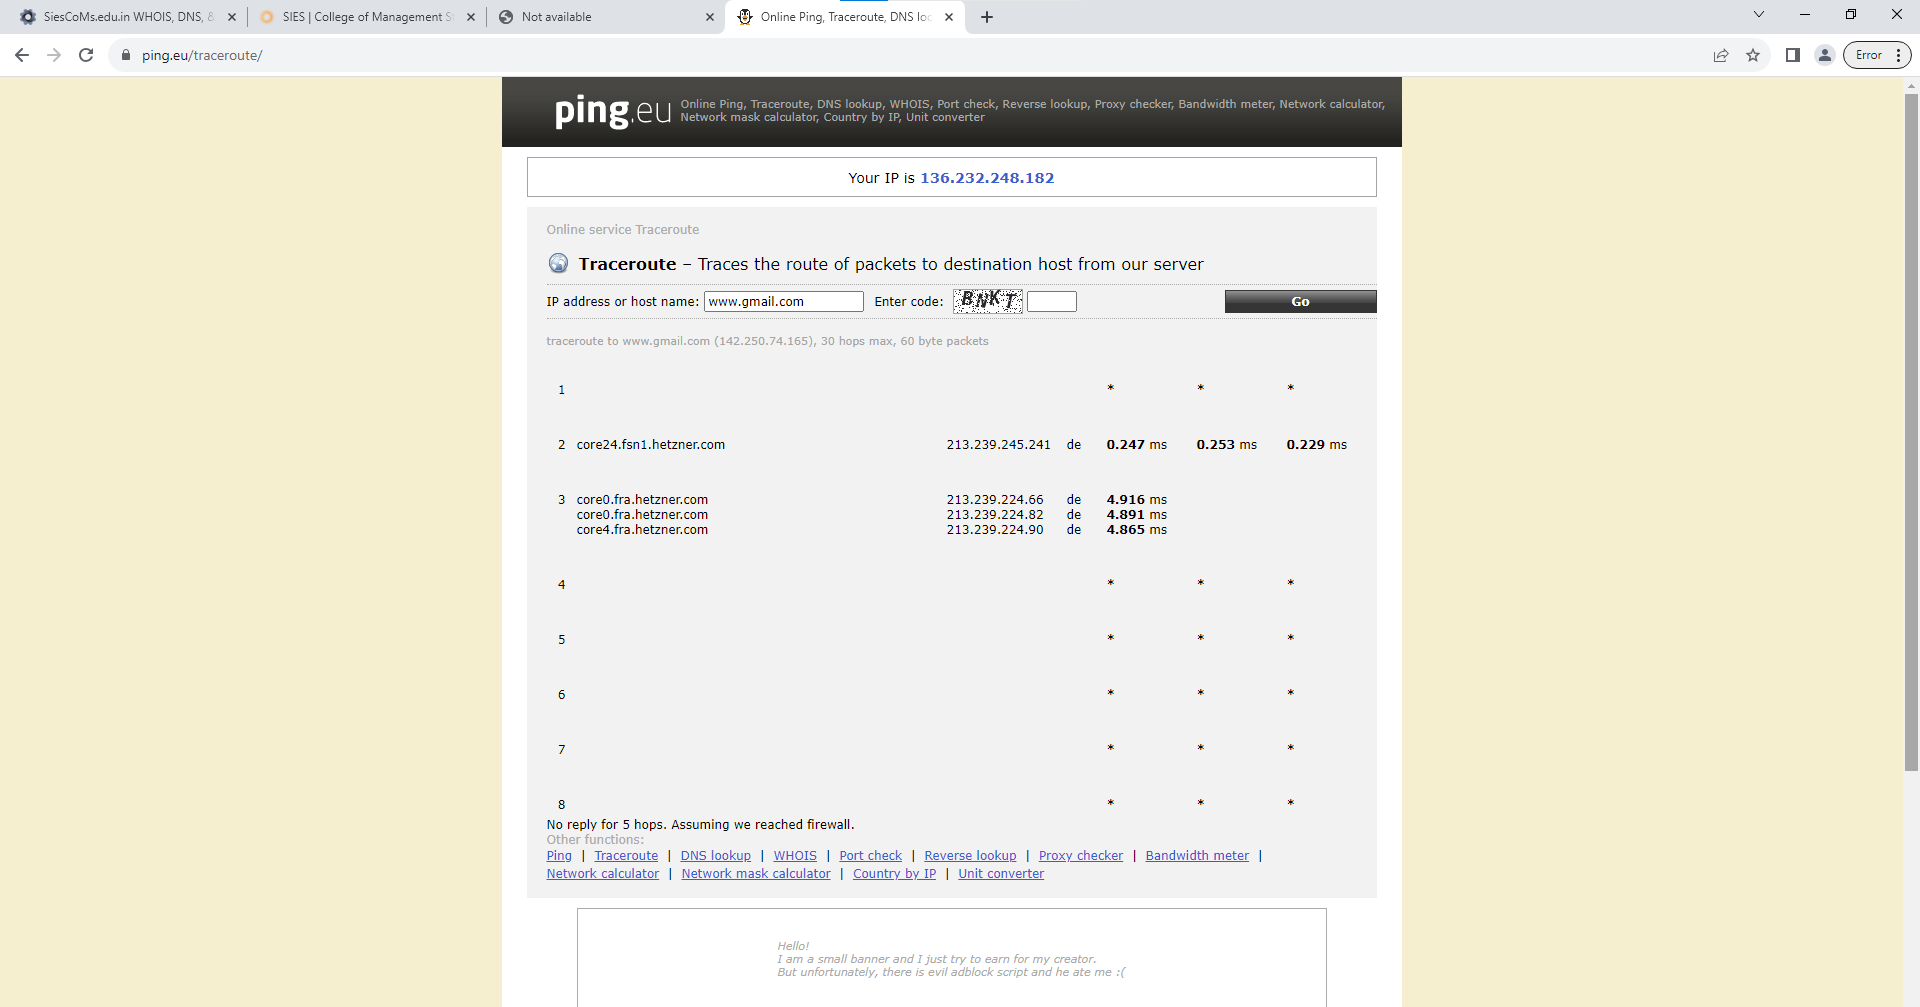 SiesCoMs.edu.in WHOIS, DNS, &
SIES | College of Management S
Not available
Online Ping, Traceroute, DNS loo
ping.eu/traceroute/
Error
ping.eu
Online Ping, Traceroute, DNS lookup, WHOIS, Port check, Reverse lookup, Proxy checker, Bandwidth meter, Network calculator,
Network mask calculator, Country by IP, Unit converter
Your IP is 136.232.248.182
Online service Traceroute
Traceroute – Traces the route of packets to destination host from our server
IP address or host name: www.gmail.com Enter code: BNKT Go
traceroute to www.gmail.com (142.250.74.165), 30 hops max, 60 byte packets
1 * * *
2 core24.fsn1.hetzner.com 213.239.245.241 de 0.247 ms 0.253 ms 0.229 ms
3 core0.fra.hetzner.com 213.239.224.66 de 4.916 ms
core0.fra.hetzner.com 213.239.224.82 de 4.891 ms
core4.fra.hetzner.com 213.239.224.90 de 4.865 ms
4 * * *
5 * * *
6 * * *
7 * * *
8 * * *
No reply for 5 hops. Assuming we reached firewall.
Other functions:
Ping | Traceroute | DNS lookup | WHOIS | Port check | Reverse lookup | Proxy checker | Bandwidth meter |
Network calculator | Network mask calculator | Country by IP | Unit converter
Hello!
I am a small banner and I just try to earn for my creator.
But unfortunately, there is evil adblock script and he ate me :(